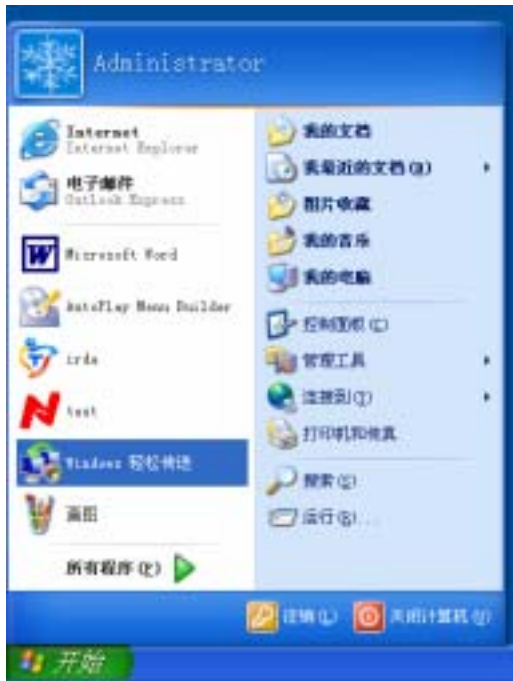 Administrator
Internet
Internet Explorer
电子邮件
Outlook Express
Microsoft Word
AutoPlay Menu Builder
irda
test
Windows 轻松传送
画图
所有程序(P)
我的文档
我最近的文档(D)
图片收藏
我的音乐
我的电脑
控制面板(C)
管理工具
连接到(T)
打印机和传真
搜索(S)
运行(R)...
注销(L)
关闭计算机(U)
开始